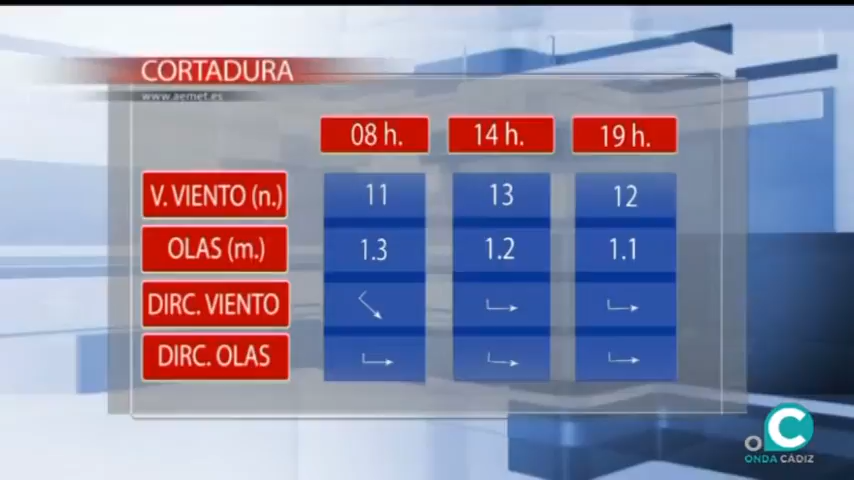 CORTADURA
www.aemet.es
08 h. 14 h. 19 h.
V. VIENTO (n.) 11 13 12
OLAS (m.) 1.3 1.2 1.1
DIRC. VIENTO
DIRC. OLAS
O C
ONDA CÁDIZ